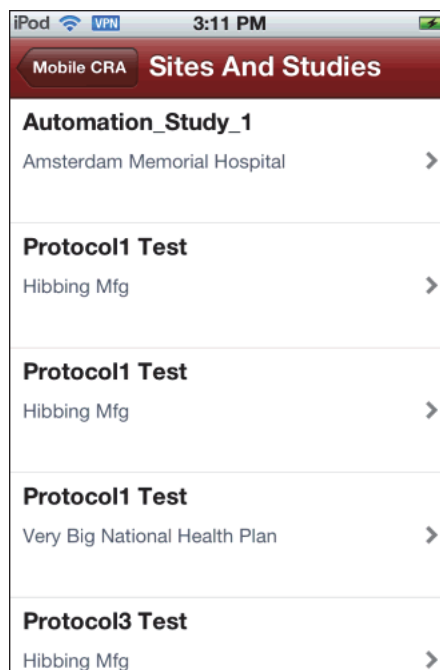 iPod VPN 3:11 PM
Mobile CRA Sites And Studies
Automation_Study_1
Amsterdam Memorial Hospital
Protocol1 Test
Hibbing Mfg
Protocol1 Test
Hibbing Mfg
Protocol1 Test
Very Big National Health Plan
Protocol3 Test
Hibbing Mfg